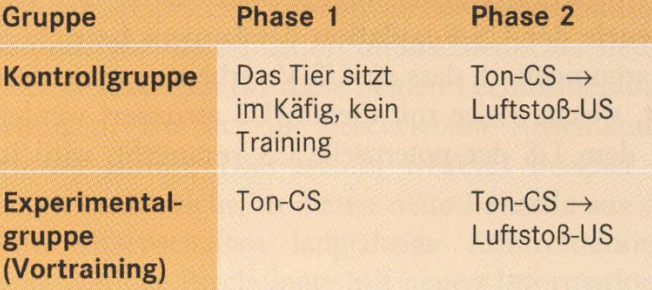 Gruppe Phase 1 Phase 2
Kontrollgruppe Das Tier sitzt Ton-CS →
im Käfig, kein Luftstoß-US
Training
Experimental- Ton-CS Ton-CS →
gruppe Luftstoß-US
(Vortraining)